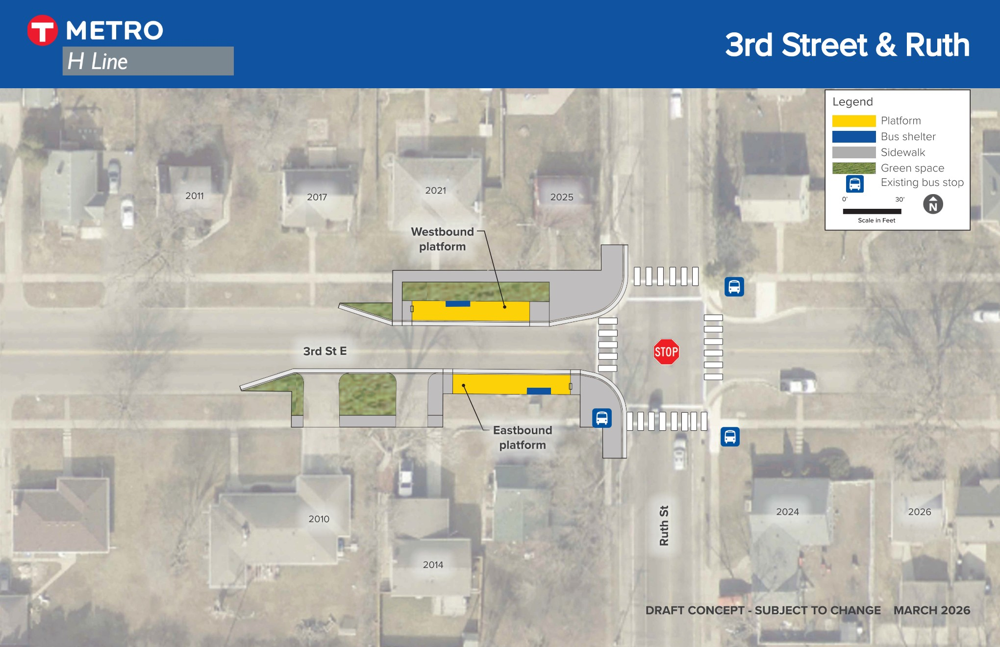 T METRO
H Line
3rd Street & Ruth
Legend
Platform
Bus shelter
Sidewalk
Green space
Existing bus stop
0' 30'
N
Scale in Feet
2011
2017
2021
2025
Westbound
platform
3rd St E
STOP
Eastbound
platform
Ruth St
2010
2014
2024
2026
DRAFT CONCEPT - SUBJECT TO CHANGE MARCH 2026